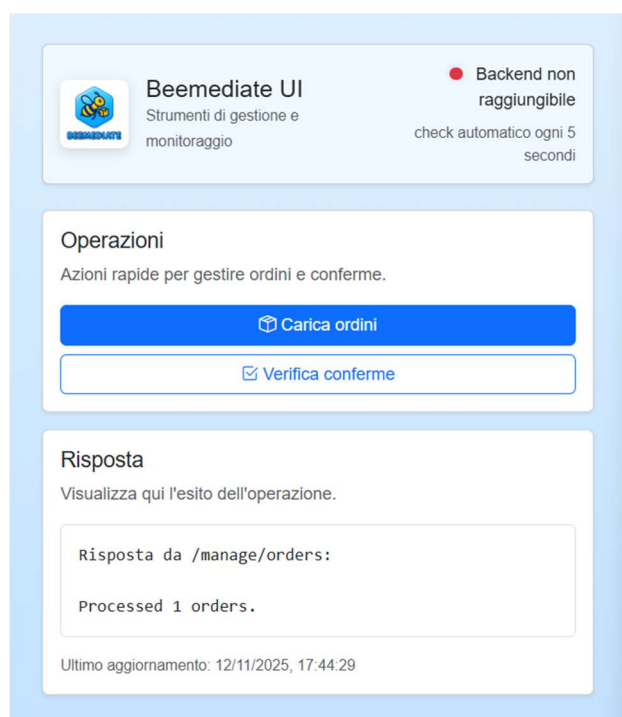 BEEMEDIATE
Beemediate UI
Strumenti di gestione e
monitoraggio
Backend non
raggiungibile
check automatico ogni 5
secondi
Operazioni
Azioni rapide per gestire ordini e conferme.
Carica ordini
Verifica conferme
Risposta
Visualizza qui l'esito dell'operazione.
Risposta da /manage/orders:
Processed 1 orders.
Ultimo aggiornamento: 12/11/2025, 17:44:29